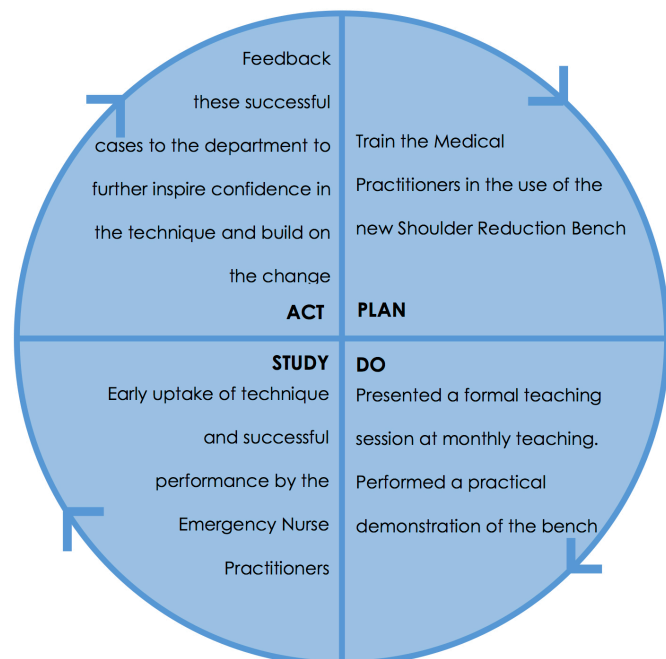 Feedback
these successful
cases to the department to
further inspire confidence in
the technique and build on
the change
ACT
Train the Medical
Practitioners in the use of the
new Shoulder Reduction Bench
PLAN
STUDY
Early uptake of technique
and successful
performance by the
Emergency Nurse
Practitioners
DO
Presented a formal teaching
session at monthly teaching.
Performed a practical
demonstration of the bench